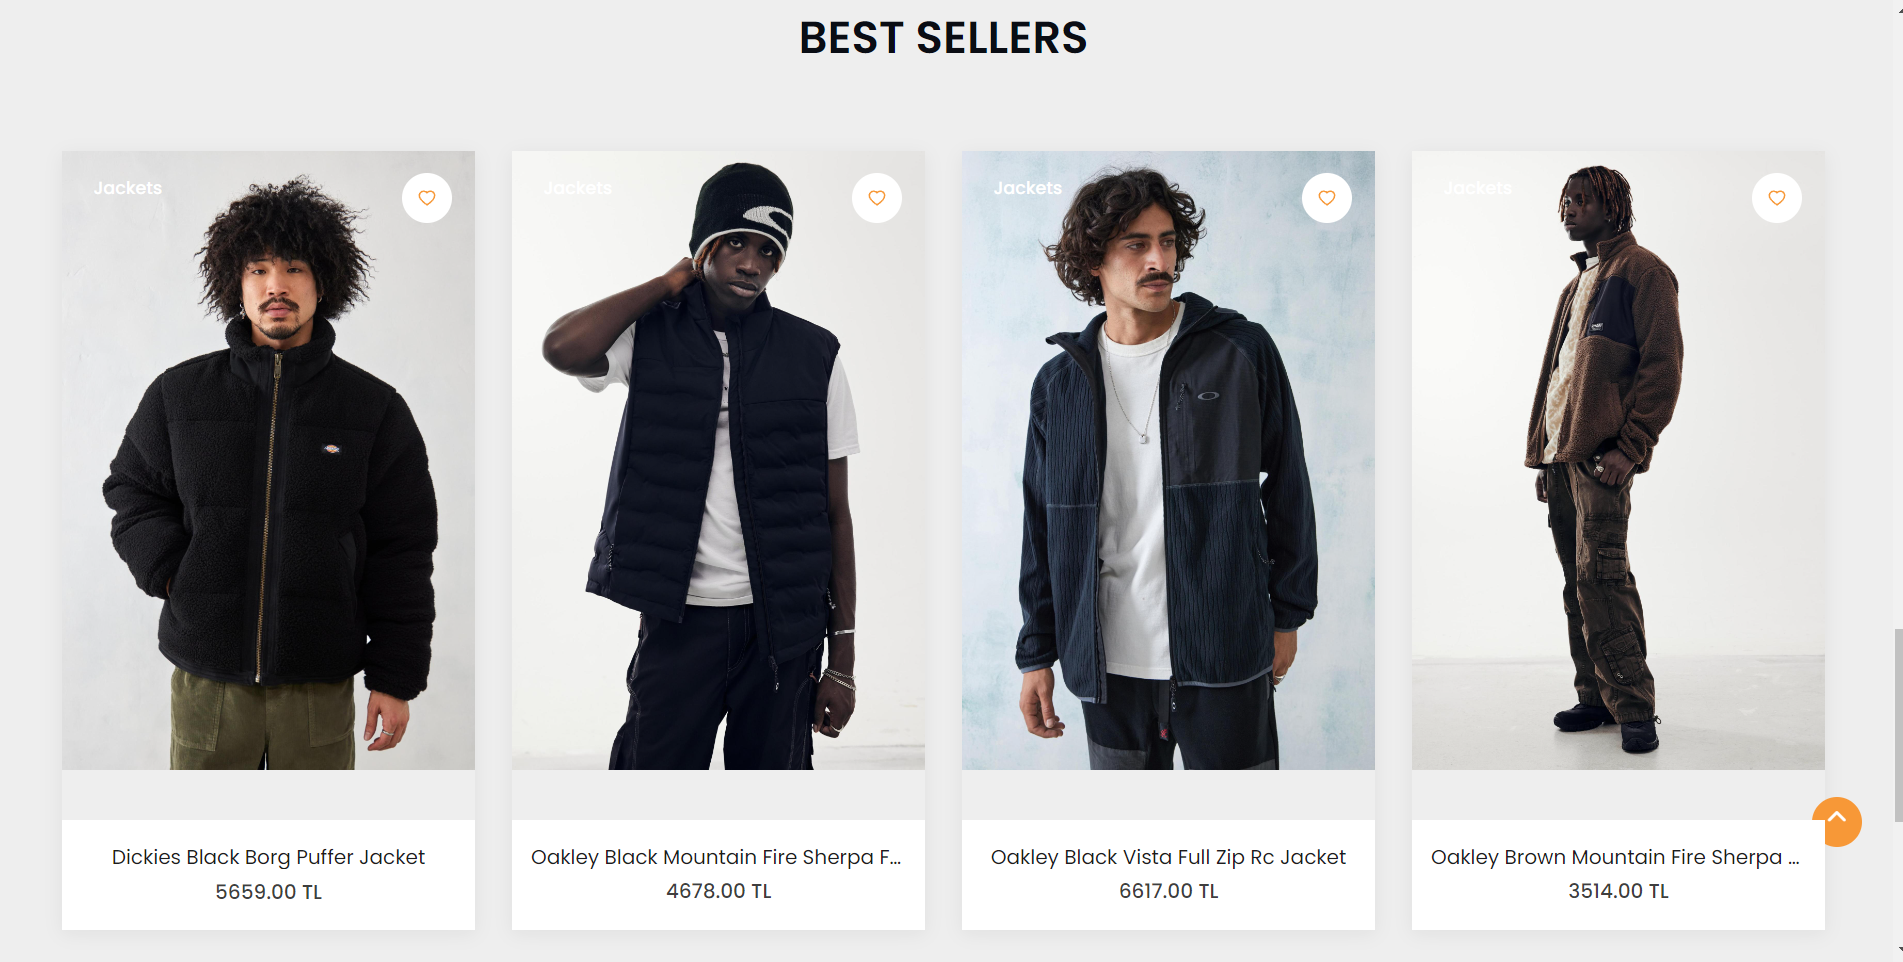 BEST SELLERS
Jackets
Jackets
Jackets
Jackets
Dickies Black Borg Puffer Jacket
5659.00 TL
Oakley Black Mountain Fire Sherpa F...
4678.00 TL
Oakley Black Vista Full Zip Rc Jacket
6617.00 TL
Oakley Brown Mountain Fire Sherpa ...
3514.00 TL